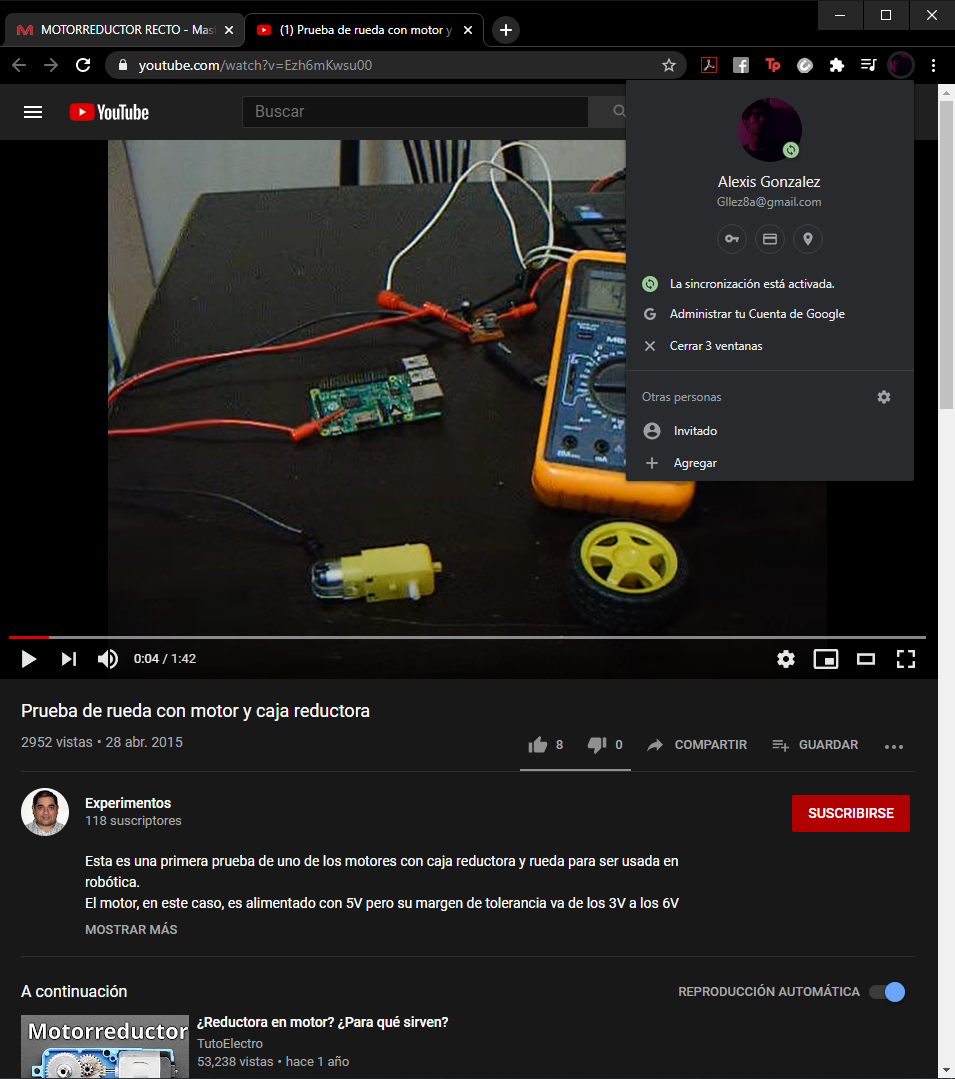 MOTORREDUCTOR RECTO - Mas
(1) Prueba de rueda con motor y
youtube.com/watch?v=Ezh6mKwsu00
YouTube
Buscar
Alexis Gonzalez
Gllez8a@gmail.com
La sincronización está activada.
Administrar tu Cuenta de Google
Cerrar 3 ventanas
Otras personas
Invitado
Agregar
0:04 / 1:42
Prueba de rueda con motor y caja reductora
2952 vistas • 28 abr. 2015
8
0
COMPARTIR
GUARDAR
Experimentos
118 suscriptores
SUSCRIBIRSE
Esta es una primera prueba de uno de los motores con caja reductora y rueda para ser usada en
robótica.
El motor, en este caso, es alimentado con 5V pero su margen de tolerancia va de los 3V a los 6V
MOSTRAR MÁS
A continuación
REPRODUCCIÓN AUTOMÁTICA
Motorreductor
¿Reductora en motor? ¿Para qué sirven?
TutoElectro
53,238 vistas • hace 1 año